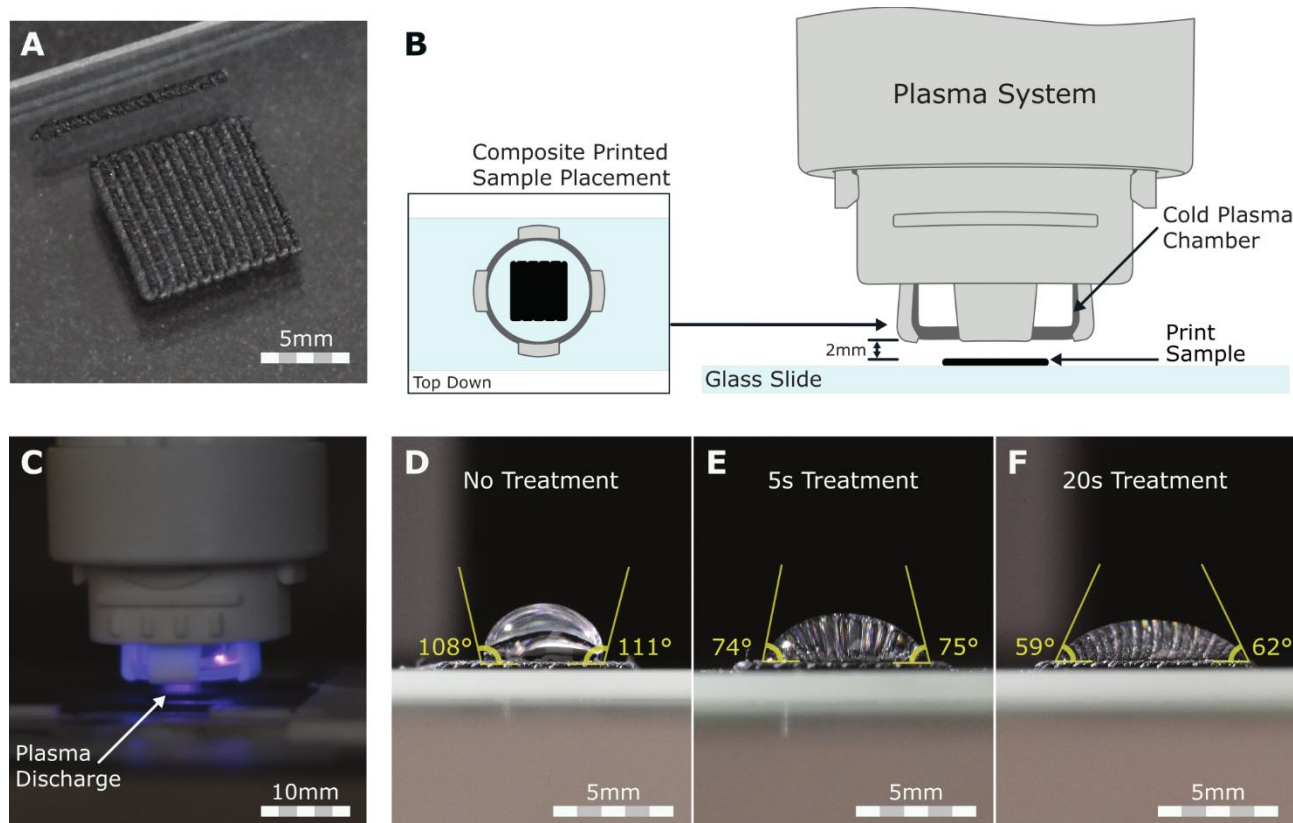 A
5mm
B
Plasma System
Composite Printed
Sample Placement
Top Down
Cold Plasma
Chamber
2mm
Print
Sample
Glass Slide
C
Plasma
Discharge
10mm
D
No Treatment
108°
111°
5mm
E
5s Treatment
74°
75°
5mm
F
20s Treatment
59°
62°
5mm